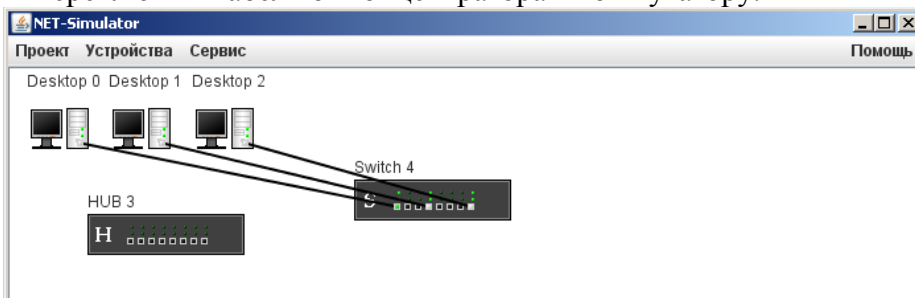 NET-Simulator
Проект Устройства Сервис Помощь
Desktop 0 Desktop 1 Desktop 2
Switch 4
S
HUB 3
H